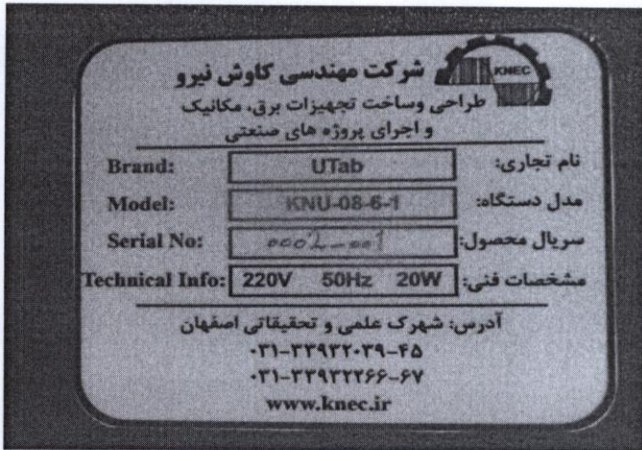 KNEC
شرکت مهندسی کاوش نیرو
طراحی وساخت تجهیزات برق، مکانیک
و اجرای پروژه های صنعتی
Brand: UTab نام تجاری:
Model: KNU-08-6-1 مدل دستگاه:
Serial No: 0002-001 سریال محصول:
Technical Info: 220V 50Hz 20W مشخصات فنی:
آدرس: شهرک علمی و تحقیقاتی اصفهان
۰۳۱-۳۳۹۳۲۰۳۹-۴۵
۰۳۱-۳۳۹۳۲۲۶۶-۶۷
www.knec.ir